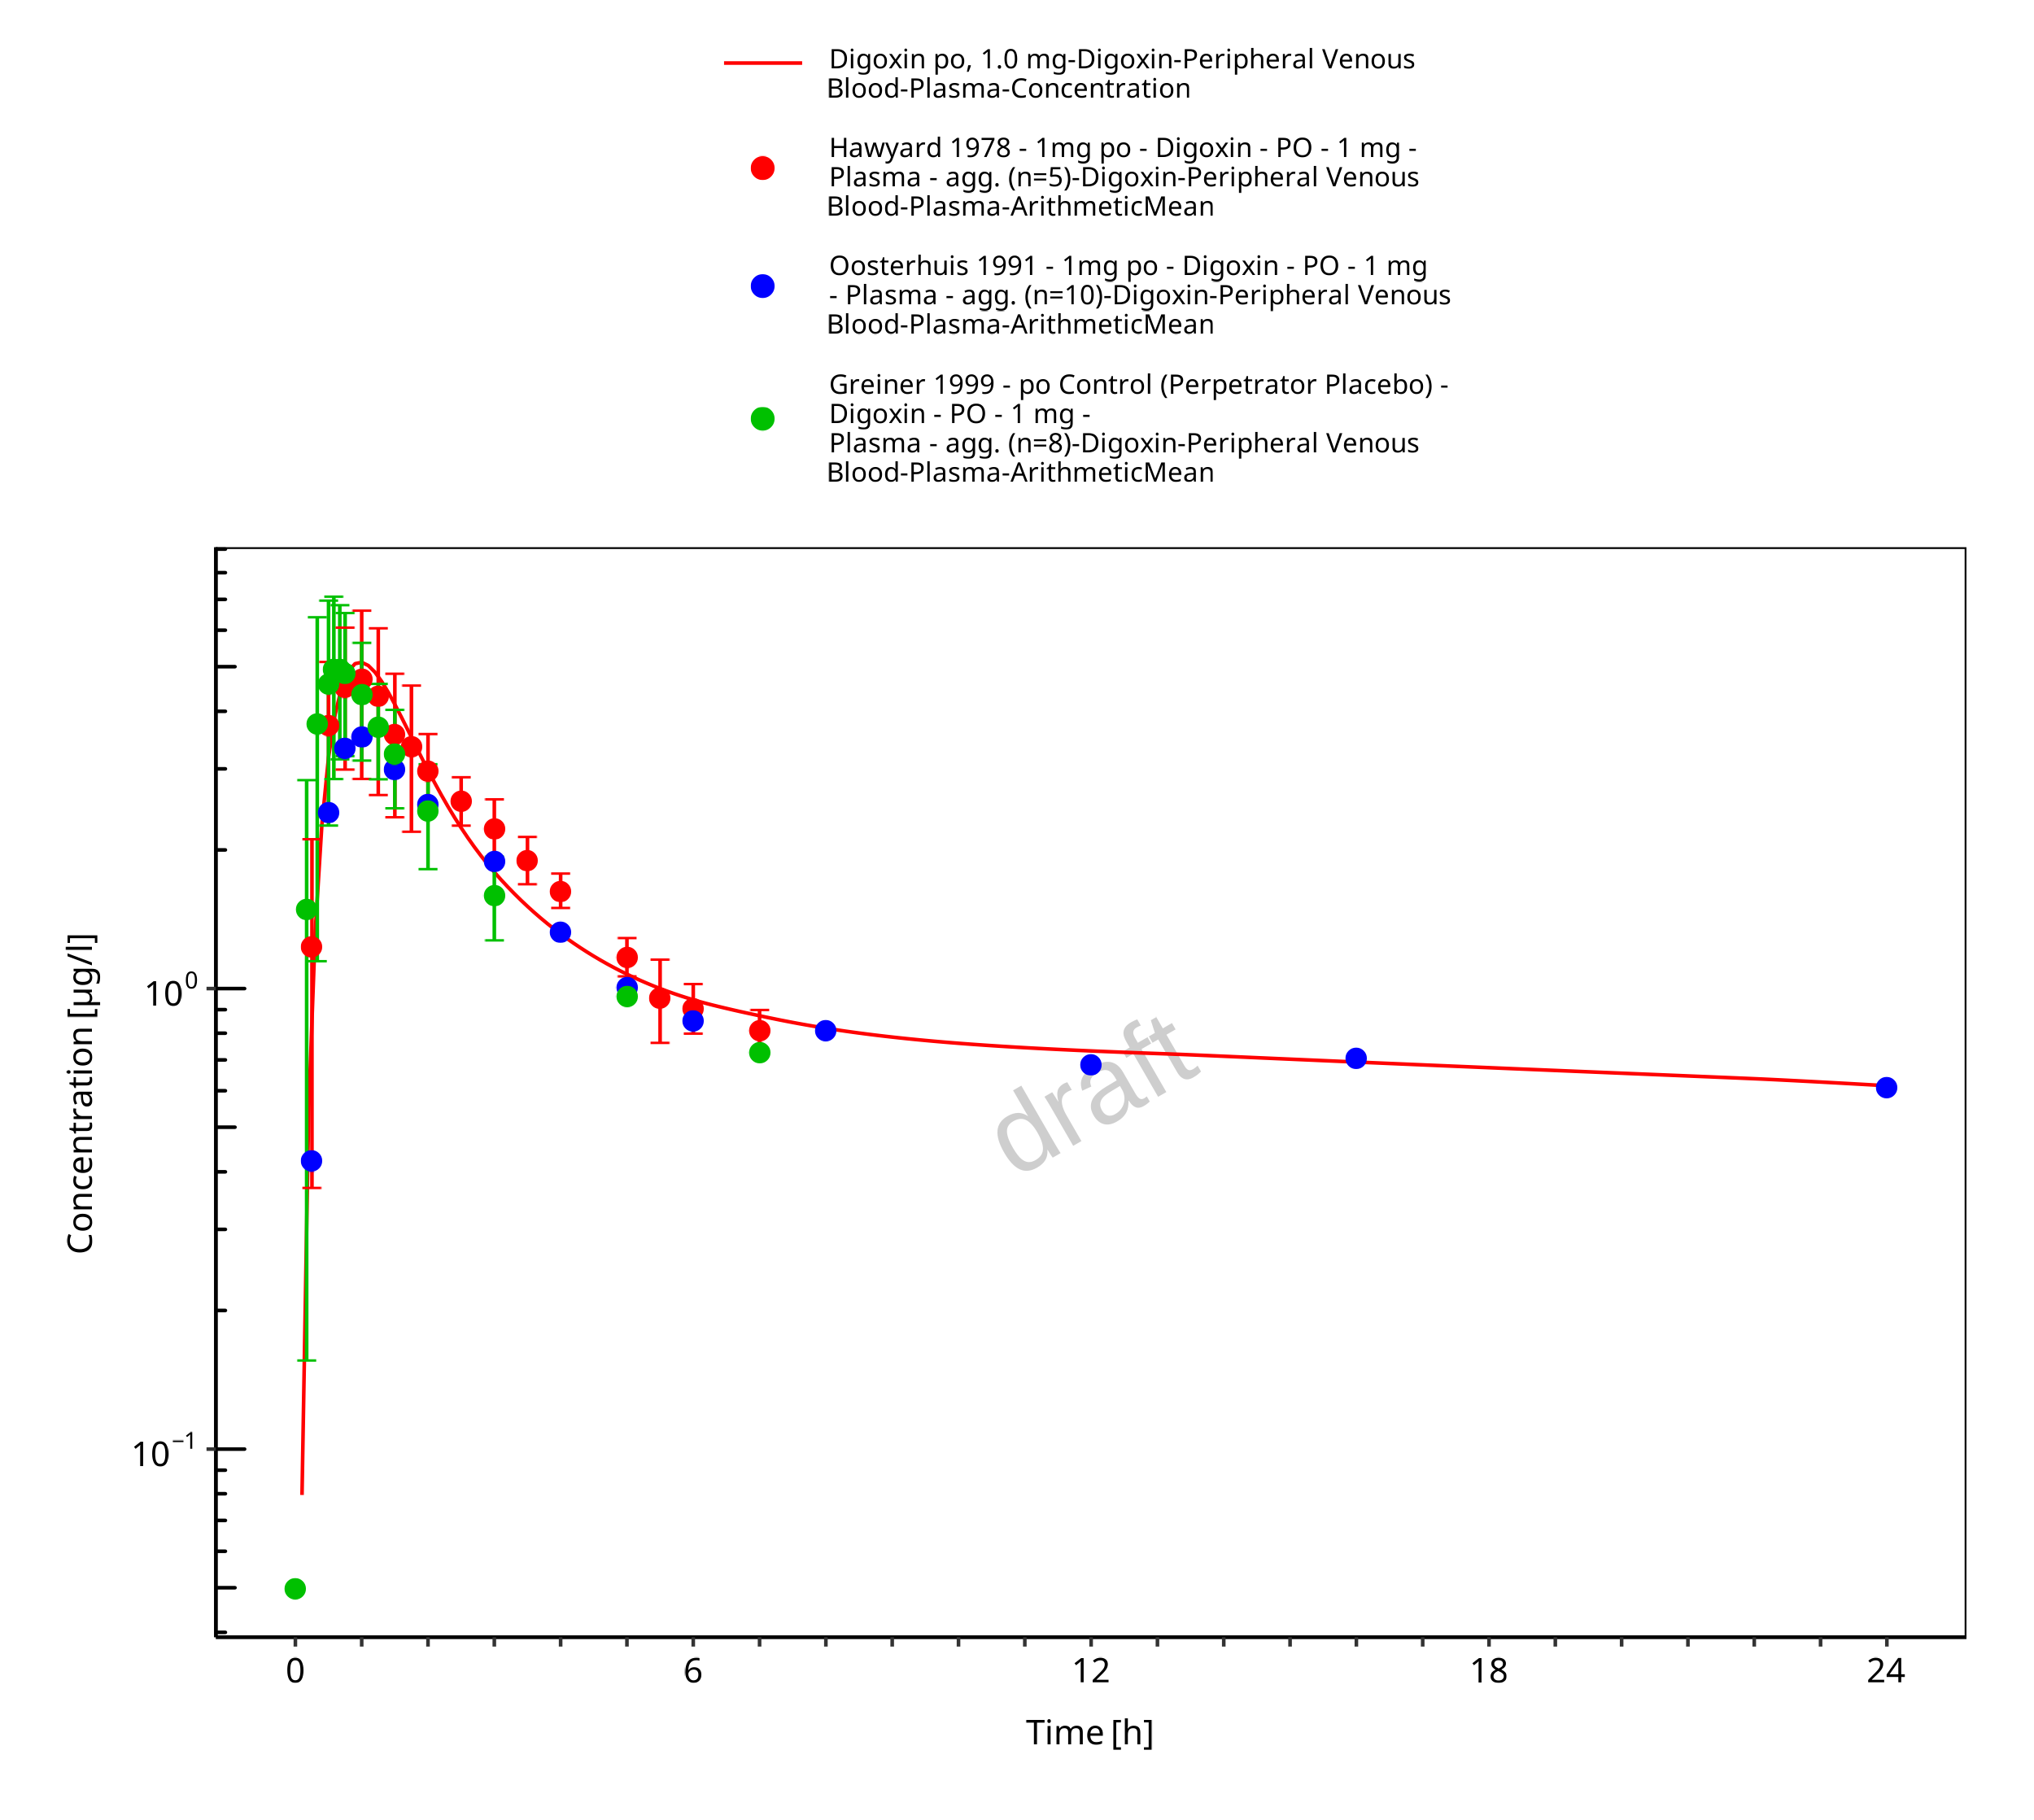 Digoxin po, 1.0 mg-Digoxin-Peripheral Venous
Blood-Plasma-Concentration
Hawyard 1978 - 1mg po - Digoxin - PO - 1 mg -
Plasma - agg. (n=5)-Digoxin-Peripheral Venous
Blood-Plasma-ArithmeticMean
Oosterhuis 1991 - 1mg po - Digoxin - PO - 1 mg
- Plasma - agg. (n=10)-Digoxin-Peripheral Venous
Blood-Plasma-ArithmeticMean
Greiner 1999 - po Control (Perpetrator Placebo) -
Digoxin - PO - 1 mg -
Plasma - agg. (n=8)-Digoxin-Peripheral Venous
Blood-Plasma-ArithmeticMean
Concentration [µg/l]
10⁰
10⁻¹
draft
0 6 12 18 24
Time [h]